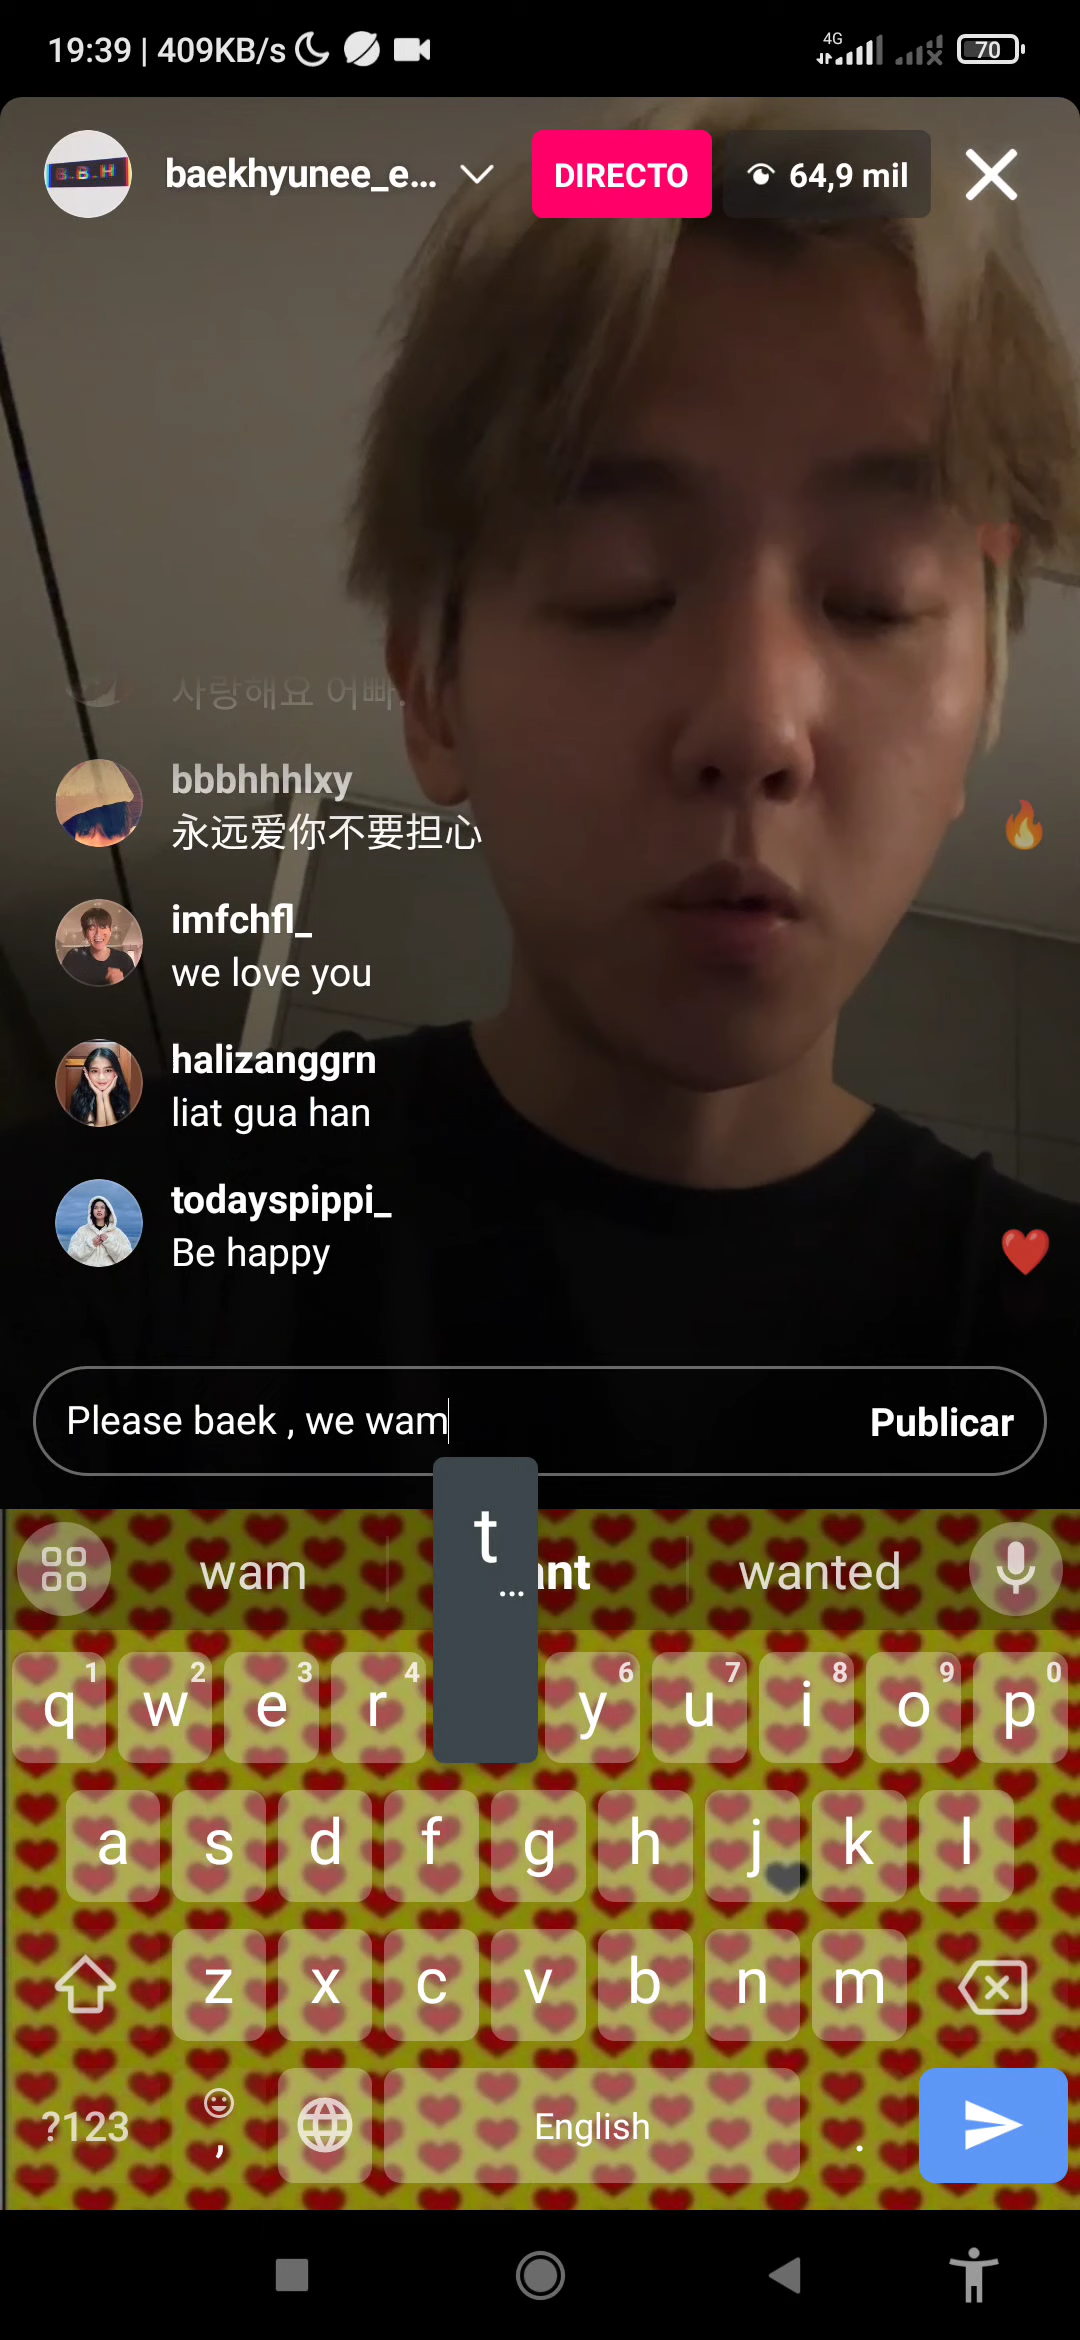 19:39 | 409KB/s
4G
70
B.B.H
baekhyunee_e...
DIRECTO
64,9 mil
사랑해요 어빠.
bbbhhhlxy
永远爱你不要担心
imfchfl_
we love you
halizanggrn
liat gua han
todayspippi_
Be happy
Please baek , we wam
Publicar
t
...
wam
ant
wanted
1 2 3 4 6 7 8 9 0
q w e r y u i o p
a s d f g h j k l
z x c v b n m
?123 , English .